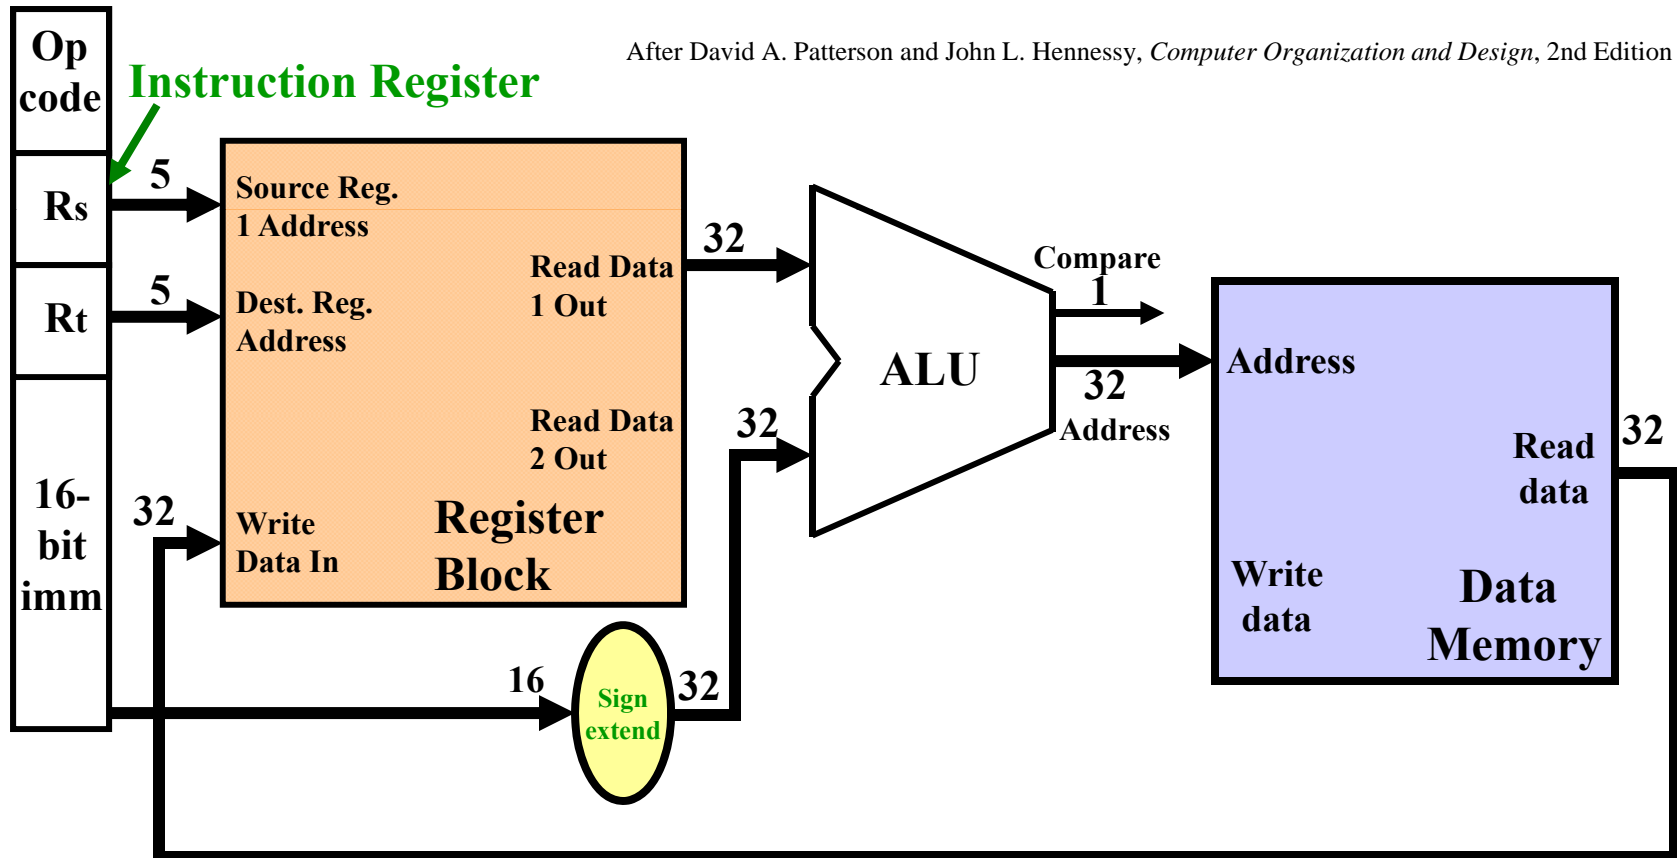 After David A. Patterson and John L. Hennessy, Computer Organization and Design, 2nd Edition
Op
code
Instruction Register
Rs
5
Rt
5
16-
bit
imm
32
Source Reg.
1 Address
Dest. Reg.
Address
Read Data
1 Out
Read Data
2 Out
Write
Data In
Register
Block
32
32
16
Sign
extend
32
ALU
Compare
1
32
Address
Address
Read
data
Write
data
Data
Memory
32